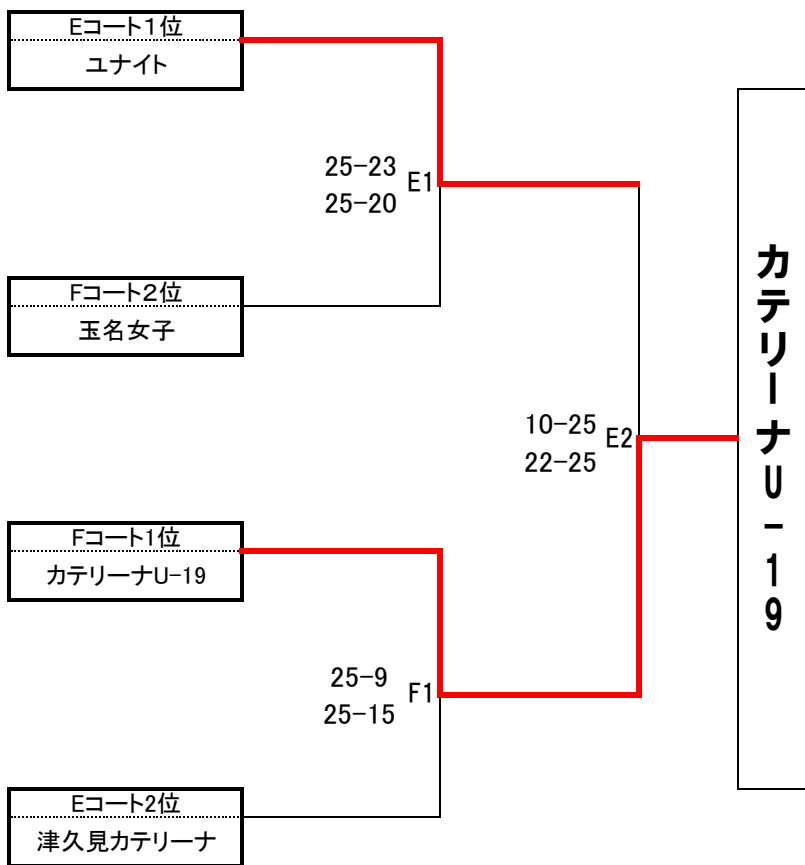 Eコート1位
ユナイト
25-23
25-20
E1
Fコート2位
玉名女子
10-25
22-25
E2
Fコート1位
カテリーナU-19
25-9
25-15
F1
Eコート2位
津久見カテリーナ
カテリーナU-19